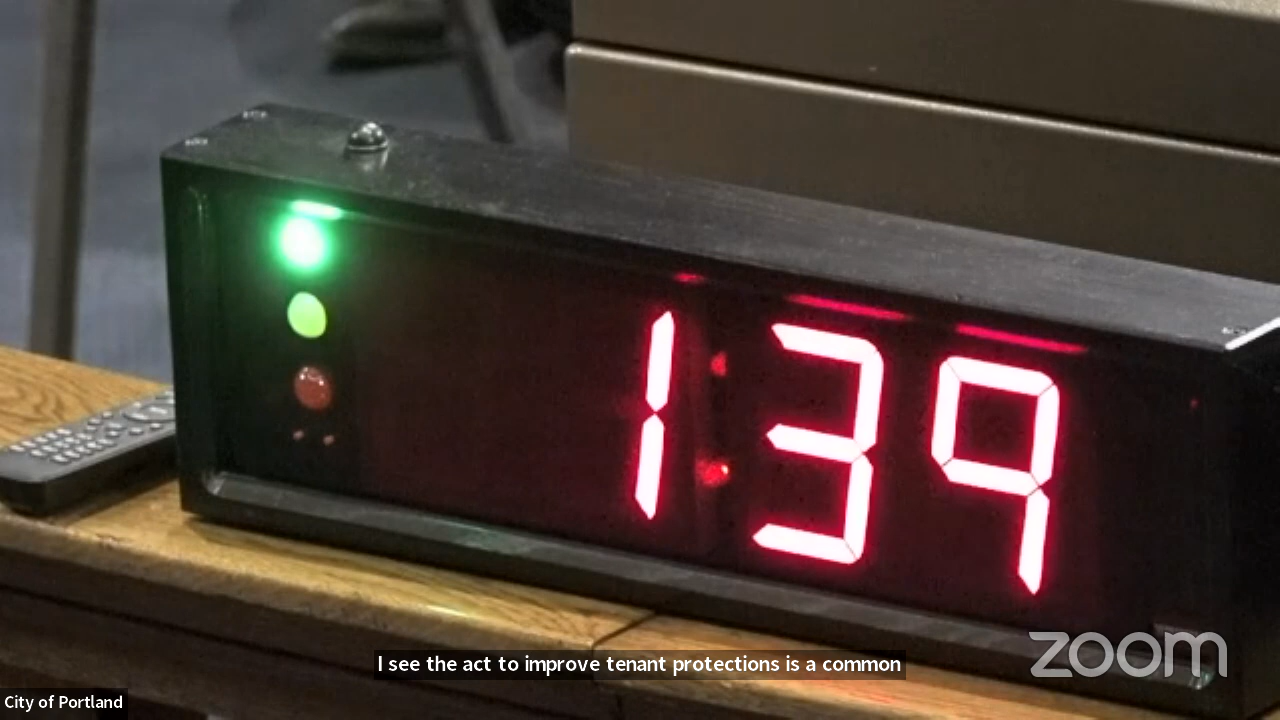 1:39
I see the act to improve tenant protections is a common
zoom
City of Portland